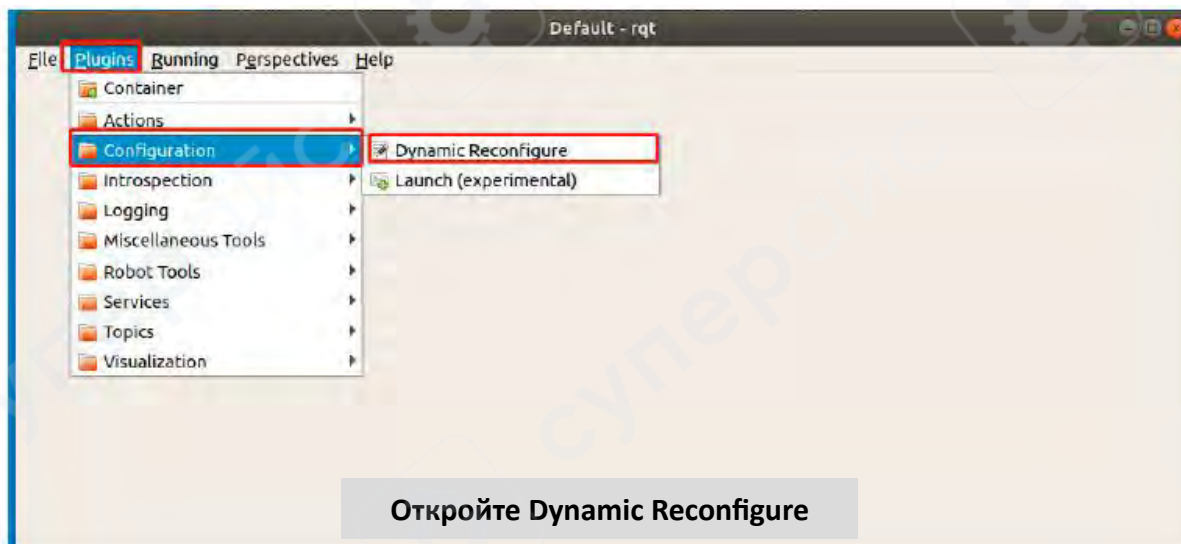 Default - rqt
File Plugins Running Perspectives Help
Container
Actions
Configuration
Dynamic Reconfigure
Introspection
Launch (experimental)
Logging
Miscellaneous Tools
Robot Tools
Services
Topics
Visualization
супер
Откройте Dynamic Reconfigure